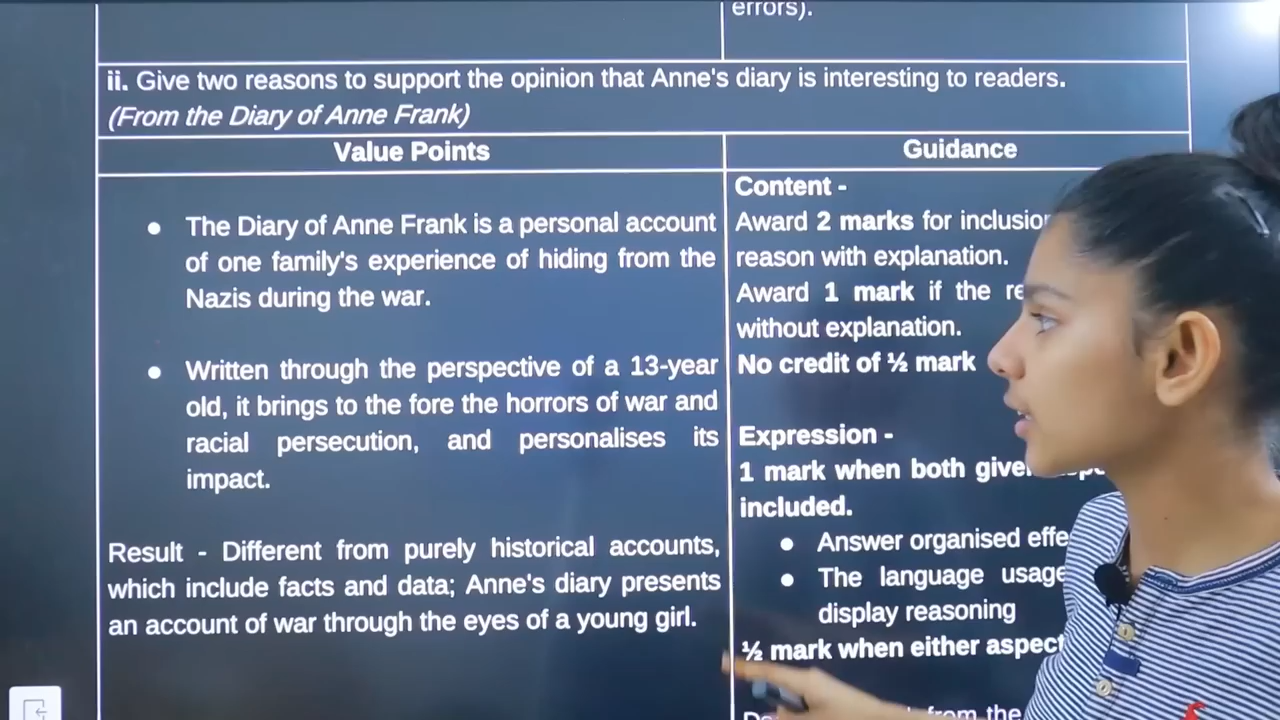 errors).
ii. Give two reasons to support the opinion that Anne's diary is interesting to readers.
(From the Diary of Anne Frank)
Value Points
Guidance
The Diary of Anne Frank is a personal account
of one family's experience of hiding from the
Nazis during the war.
Written through the perspective of a 13-year
old, it brings to the fore the horrors of war and
racial persecution, and personalises its
impact.
Result - Different from purely historical accounts,
which include facts and data; Anne's diary presents
an account of war through the eyes of a young girl.
Content -
Award 2 marks for
reason with explanation.
Award 1 mark if the
without explanation.
No credit of ½ mark
Expression -
1 mark when both
included.
Answer organised
The language usage
display reasoning
½ mark when either aspect
from the